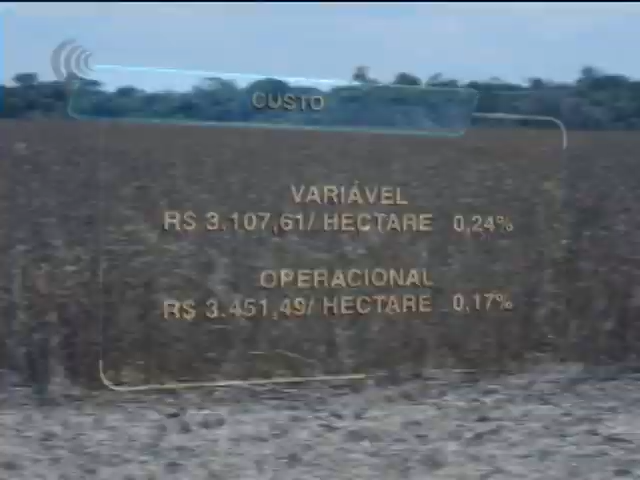 CUSTO
VARIÁVEL
R$ 3.107,61/ HECTARE 0,24%
OPERACIONAL
R$ 3.451,49/ HECTARE 0,17%